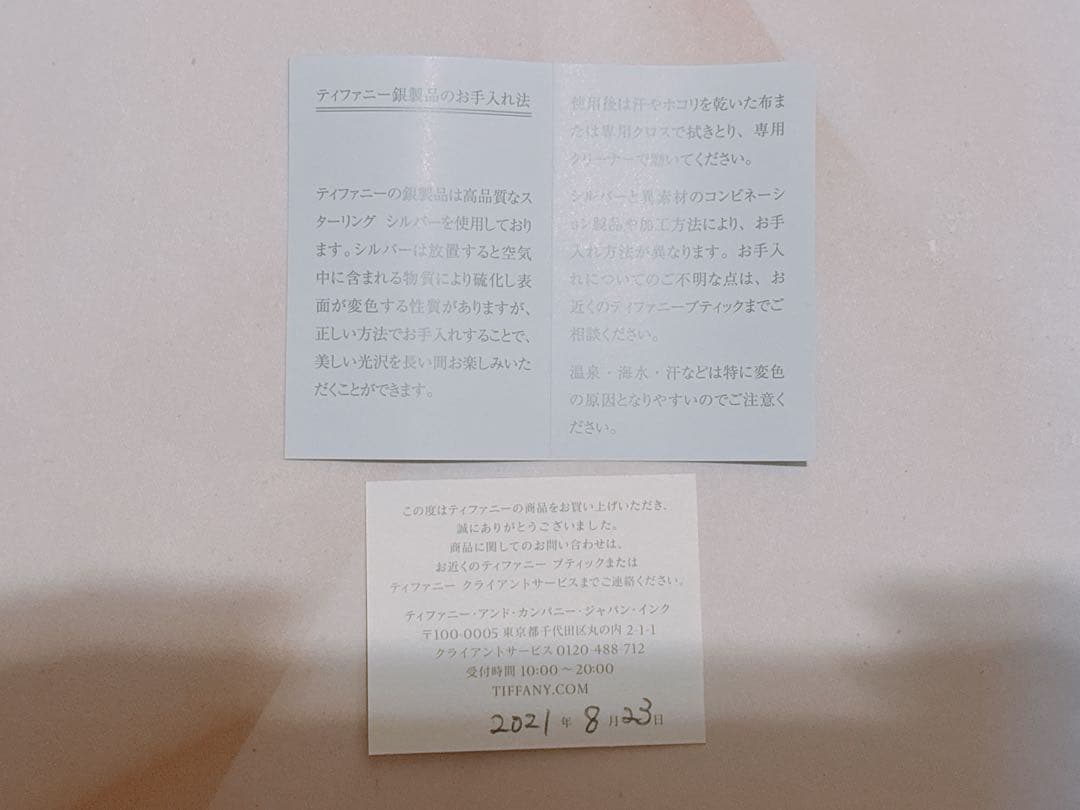 ティファニー銀製品のお手入れ法
ティファニーの銀製品は高品質なス
ターリング シルバーを使用しており
ます。シルバーは放置すると空気
中に含まれる物質により硫化し表
面が変色する性質がありますが、
正しい方法でお手入れすることで、
美しい光沢を長い間お楽しみいた
だくことができます。
使用後は汗やホコリを乾いた布ま
たは専用クロスで拭きとり、専用
クリーナーで磨いてください。
シルバーと異素材のコンビネーシ
ョン製品や加工方法により、お手
入れ方法が異なります。お手入
れについてのご不明な点は、お
近くのティファニーブティックまでご
相談ください。
温泉・海水・汗などは特に変色
の原因となりやすいのでご注意く
ださい。
この度はティファニーの商品をお買い上げいただき、
誠にありがとうございました。
商品に関してのお問い合わせは、
お近くのティファニー ブティックまたは
ティファニー クライアントサービスまでご連絡ください。
ティファニー・アンド・カンパニー・ジャパン・インク
〒100-0005 東京都千代田区丸の内 2-1-1
クライアントサービス 0120-488-712
受付時間 10:00～20:00
TIFFANY.COM
2021年 8月23日